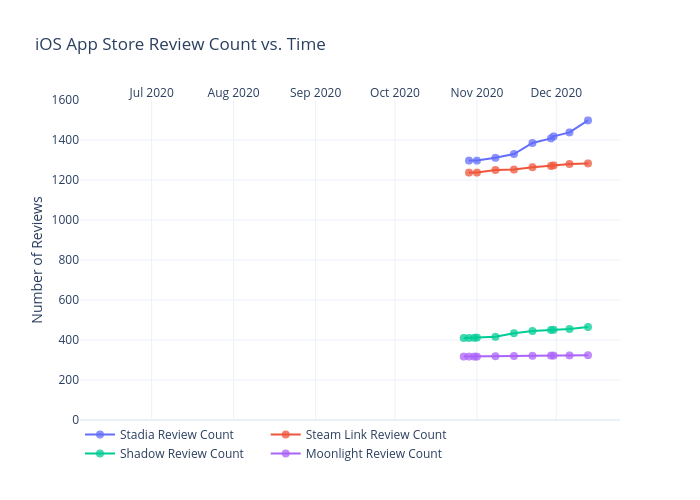 iOS App Store Review Count vs. Time
Jul 2020 Aug 2020 Sep 2020 Oct 2020 Nov 2020 Dec 2020
1600
1400
1200
1000
800
600
400
200
0
Number of Reviews
Stadia Review Count Steam Link Review Count
Shadow Review Count Moonlight Review Count